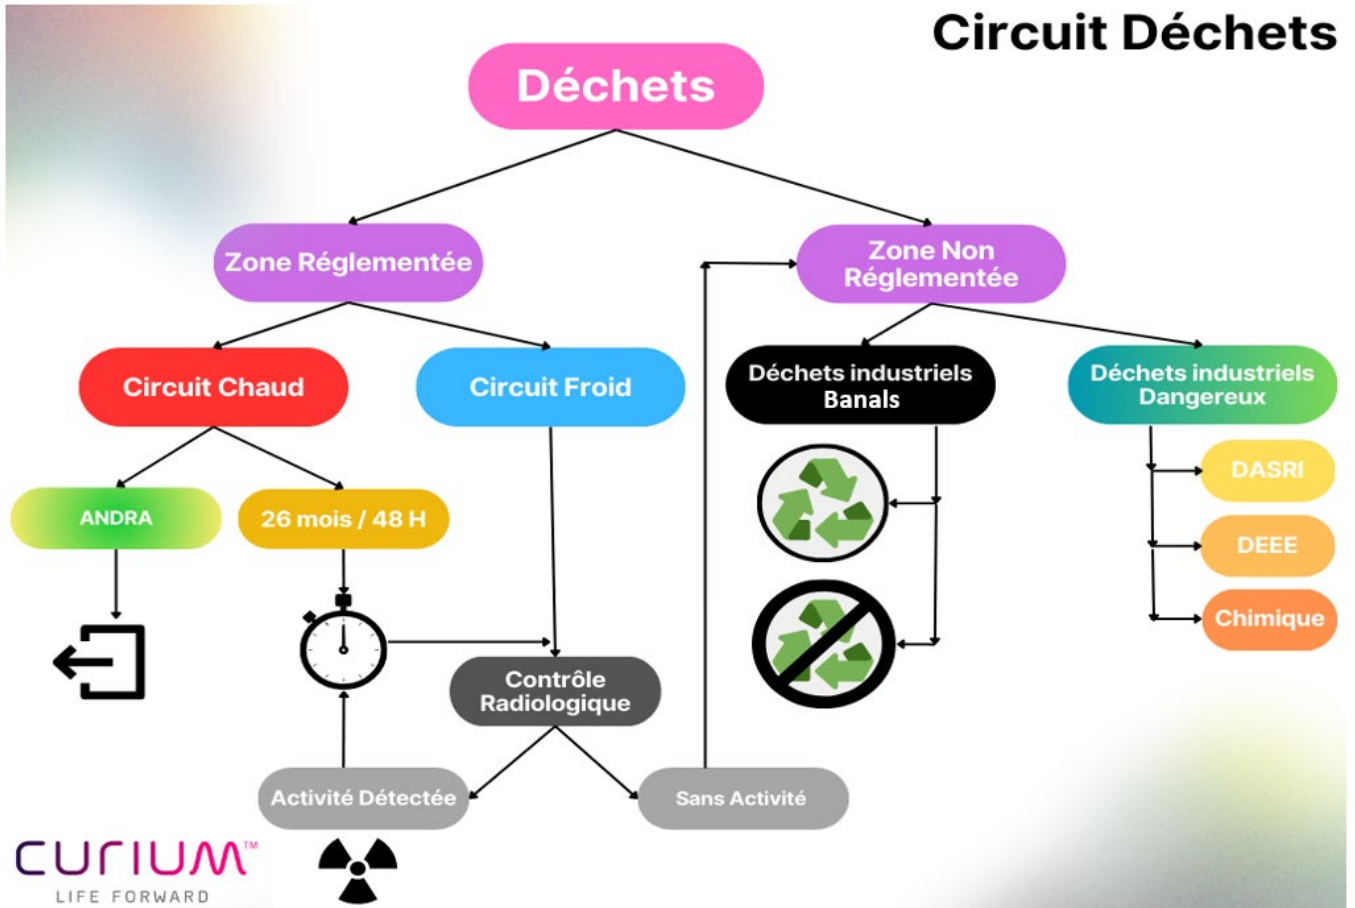 Circuit Déchets
Déchets
Zone Réglementée
Zone Non
Réglementée
Circuit Chaud
Circuit Froid
Déchets industriels
Banals
Déchets industriels
Dangereux
ANDRA
26 mois / 48 H
DASRI
DEEE
Chimique
Contrôle
Radiologique
Activité Détectée
Sans Activité
CURIUM™
LIFE FORWARD